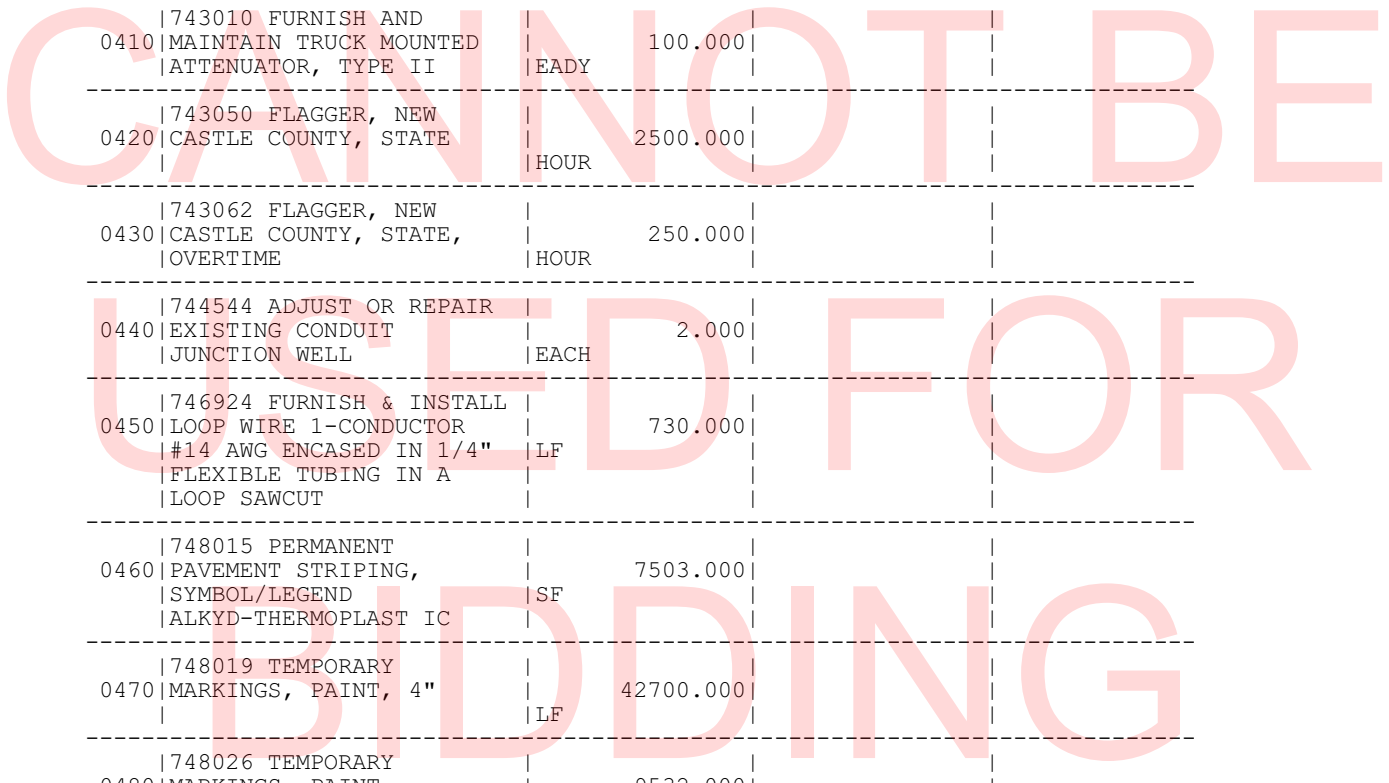 CANNOT BE
USED FOR
BIDDING
|743010 FURNISH AND | | |
0410|MAINTAIN TRUCK MOUNTED | 100.000| |
|ATTENUATOR, TYPE II |EADY | |
--------------------------------------------------------------------------------
|743050 FLAGGER, NEW | | |
0420|CASTLE COUNTY, STATE | 2500.000| |
| |HOUR | |
--------------------------------------------------------------------------------
|743062 FLAGGER, NEW | | |
0430|CASTLE COUNTY, STATE, | 250.000| |
|OVERTIME |HOUR | |
--------------------------------------------------------------------------------
|744544 ADJUST OR REPAIR | | |
0440|EXISTING CONDUIT | 2.000| |
|JUNCTION WELL |EACH | |
--------------------------------------------------------------------------------
|746924 FURNISH & INSTALL | | |
0450|LOOP WIRE 1-CONDUCTOR | 730.000| |
|#14 AWG ENCASED IN 1/4" |LF | |
|FLEXIBLE TUBING IN A | | |
|LOOP SAWCUT | | |
--------------------------------------------------------------------------------
|748015 PERMANENT | | |
0460|PAVEMENT STRIPING, | 7503.000| |
|SYMBOL/LEGEND |SF | |
|ALKYD-THERMOPLAST IC | | |
--------------------------------------------------------------------------------
|748019 TEMPORARY | | |
0470|MARKINGS, PAINT, 4" | 42700.000| |
| |LF | |
--------------------------------------------------------------------------------
|748026 TEMPORARY | | |